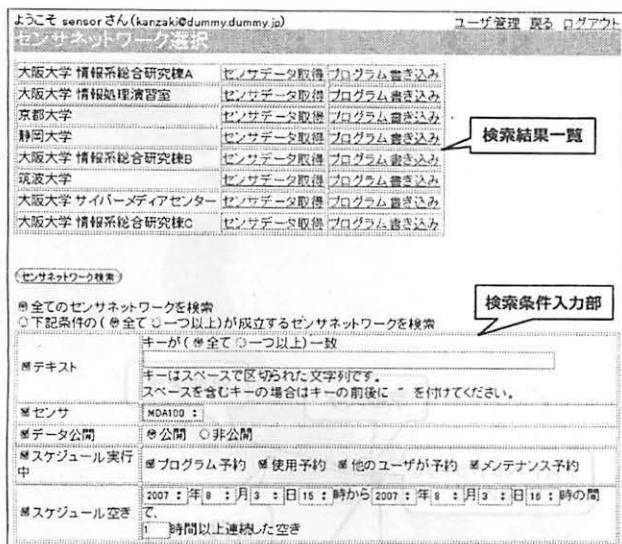 ようこそ sensor さん(kanzaki@dummy.dummy.jp)
ユーザ管理 戻る ログアウト
センサネットワーク選択
大阪大学 情報系総合研究棟A センサデータ取得 プログラム書き込み
大阪大学 情報処理演習室 センサデータ取得 プログラム書き込み
京都大学 センサデータ取得 プログラム書き込み
静岡大学 センサデータ取得 プログラム書き込み
大阪大学 情報系総合研究棟B センサデータ取得 プログラム書き込み
筑波大学 センサデータ取得 プログラム書き込み
大阪大学 サイバーメディアセンター センサデータ取得 プログラム書き込み
大阪大学 情報系総合研究棟C センサデータ取得 プログラム書き込み
検索結果一覧
センサネットワーク検索
全てのセンサネットワークを検索
下記条件の(全て 一つ以上)が成立するセンサネットワークを検索
検索条件入力部
テキスト
キーが(全て 一つ以上)一致
キーはスペースで区切られた文字列です。
スペースを含むキーの場合はキーの前後に " を付けてください。
センサ MDA100
データ公開 公開 非公開
スケジュール実行中 プログラム予約 使用予約 他のユーザが予約 メンテナンス予約
スケジュール空き
2007 年 8 月 3 日 15 時から 2007 年 8 月 3 日 16 時の間
で、
1 時間以上連続した空き